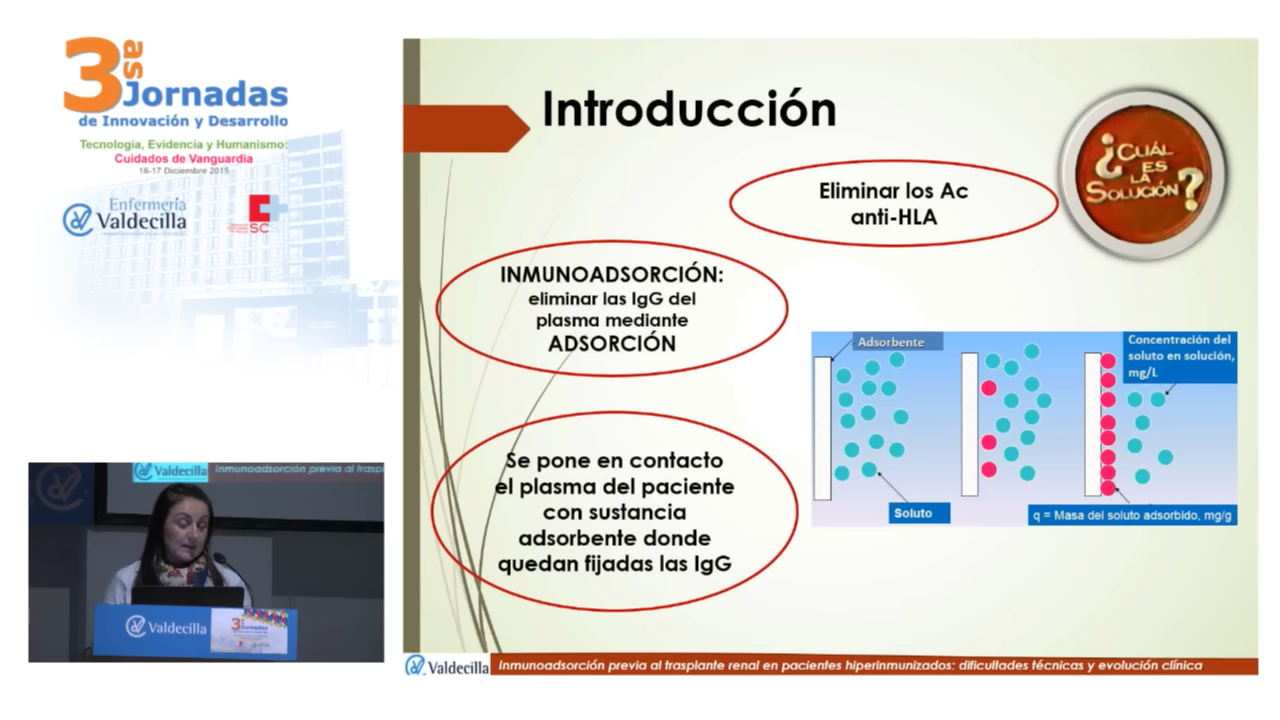 3as Jornadas
de Innovación y Desarrollo
Tecnología, Evidencia y Humanismo:
Cuidados de Vanguardia
16-17 Diciembre 2015
Enfermería
Valdecilla
SC
Introducción
¿CUÁL
ES
LA
SOLUCIÓN?
Eliminar los Ac
anti-HLA
INMUNOADSORCIÓN:
eliminar las IgG del
plasma mediante
ADSORCIÓN
Se pone en contacto
el plasma del paciente
con sustancia
adsorbente donde
quedan fijadas las IgG
Adsorbente
Concentración del
soluto en solución,
mg/L
Soluto
q = Masa del soluto adsorbido, mg/g
Valdecilla
Inmunoadsorción previa al trasp
Valdecilla
3as Jornadas
Valdecilla
Inmunoadsorción previa al trasplante renal en pacientes hiperinmunizados: dificultades técnicas y evolución clínica